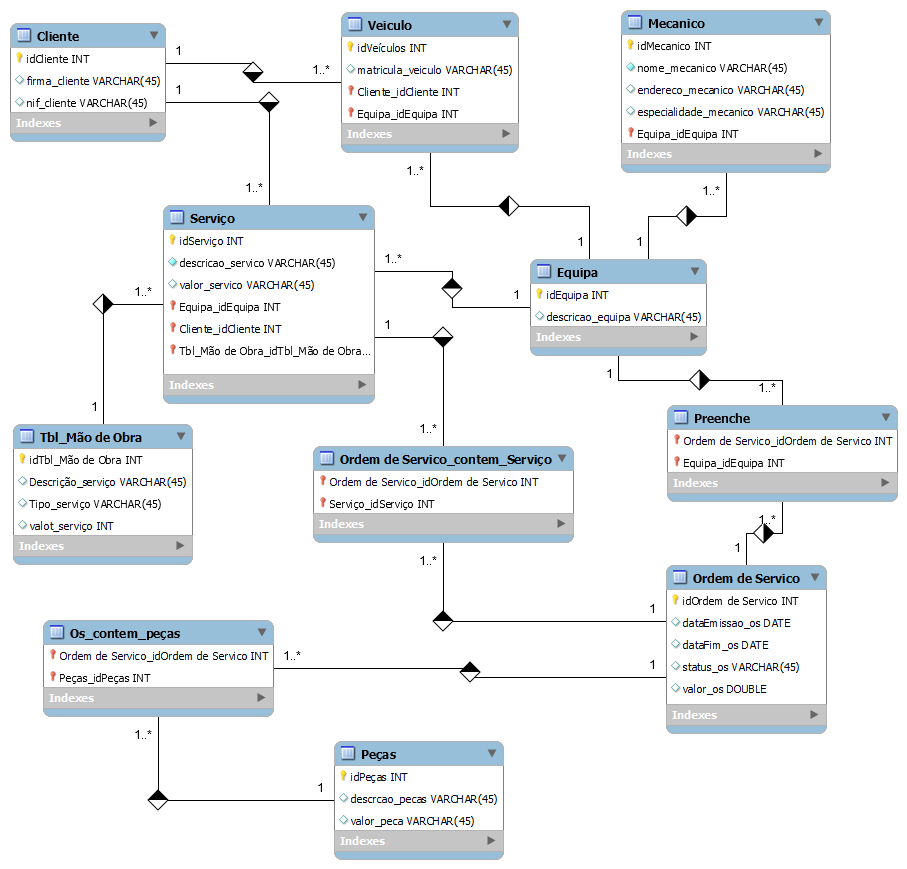 Cliente
idCliente INT
firma_cliente VARCHAR(45)
nif_cliente VARCHAR(45)
Indexes
1
1
1..*
1..*
Veiculo
idVeículos INT
matricula_veiculo VARCHAR(45)
Cliente_idCliente INT
Equipa_idEquipa INT
Indexes
1..*
1
Mecanico
idMecanico INT
nome_mecanico VARCHAR(45)
endereco_mecanico VARCHAR(45)
especialidade_mecanico VARCHAR(45)
Equipa_idEquipa INT
Indexes
1..*
1
Serviço
idServiço INT
descricao_servico VARCHAR(45)
valor_servico VARCHAR(45)
Equipa_idEquipa INT
Cliente_idCliente INT
Tbl_Mão de Obra_idTbl_Mão de Obra...
Indexes
1..*
1
1..*
1
1
1..*
Equipa
idEquipa INT
descricao_equipa VARCHAR(45)
Indexes
1
1..*
Preenche
Ordem de Servico_idOrdem de Servico INT
Equipa_idEquipa INT
Indexes
1..*
1
Tbl_Mão de Obra
idTbl_Mão de Obra INT
Descrição_serviço VARCHAR(45)
Tipo_serviço VARCHAR(45)
valot_serviço INT
Indexes
Ordem de Servico_contem_Serviço
Ordem de Servico_idOrdem de Servico INT
Serviço_idServiço INT
Indexes
1..*
1
Ordem de Servico
idOrdem de Servico INT
dataEmissao_os DATE
dataFim_os DATE
status_os VARCHAR(45)
valor_os DOUBLE
Indexes
Os_contem_peças
Ordem de Servico_idOrdem de Servico INT
Peças_idPeças INT
Indexes
1..*
1
1..*
1
Peças
idPeças INT
descrcao_pecas VARCHAR(45)
valor_peca VARCHAR(45)
Indexes